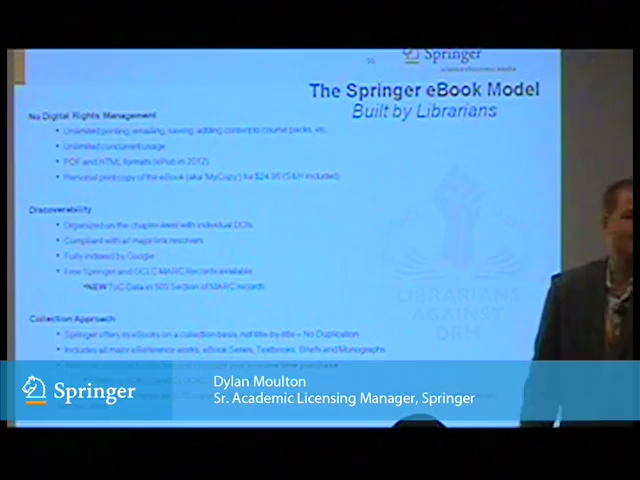 Springer
The Springer eBook Model
Built by Librarians
No Digital Rights Management
• Unlimited printing, emailing, saving, adding content to course packs, etc.
• Unlimited concurrent usage
• PDF and HTML formats (ePub in 2012)
• Personal print copy of the eBook (aka 'MyCopy') for $24.95 (S&H included)
Discoverability
• Organized on the chapter level with individual DOIs
• Compliant with all major link resolvers
• Fully indexed by Google
• Free Springer and OCLC MARC Records available
*NEW ToC Data in 505 Section of MARC records
LIBRARIANS
AGAINST
DRM
Collection Approach
• Springer offers its eBooks on a collection basis, not title-by-title – No Duplication
• Includes all major eReference works, eBook Series, Textbooks, Briefs and Monographs
Springer
Dylan Moulton
Sr. Academic Licensing Manager, Springer